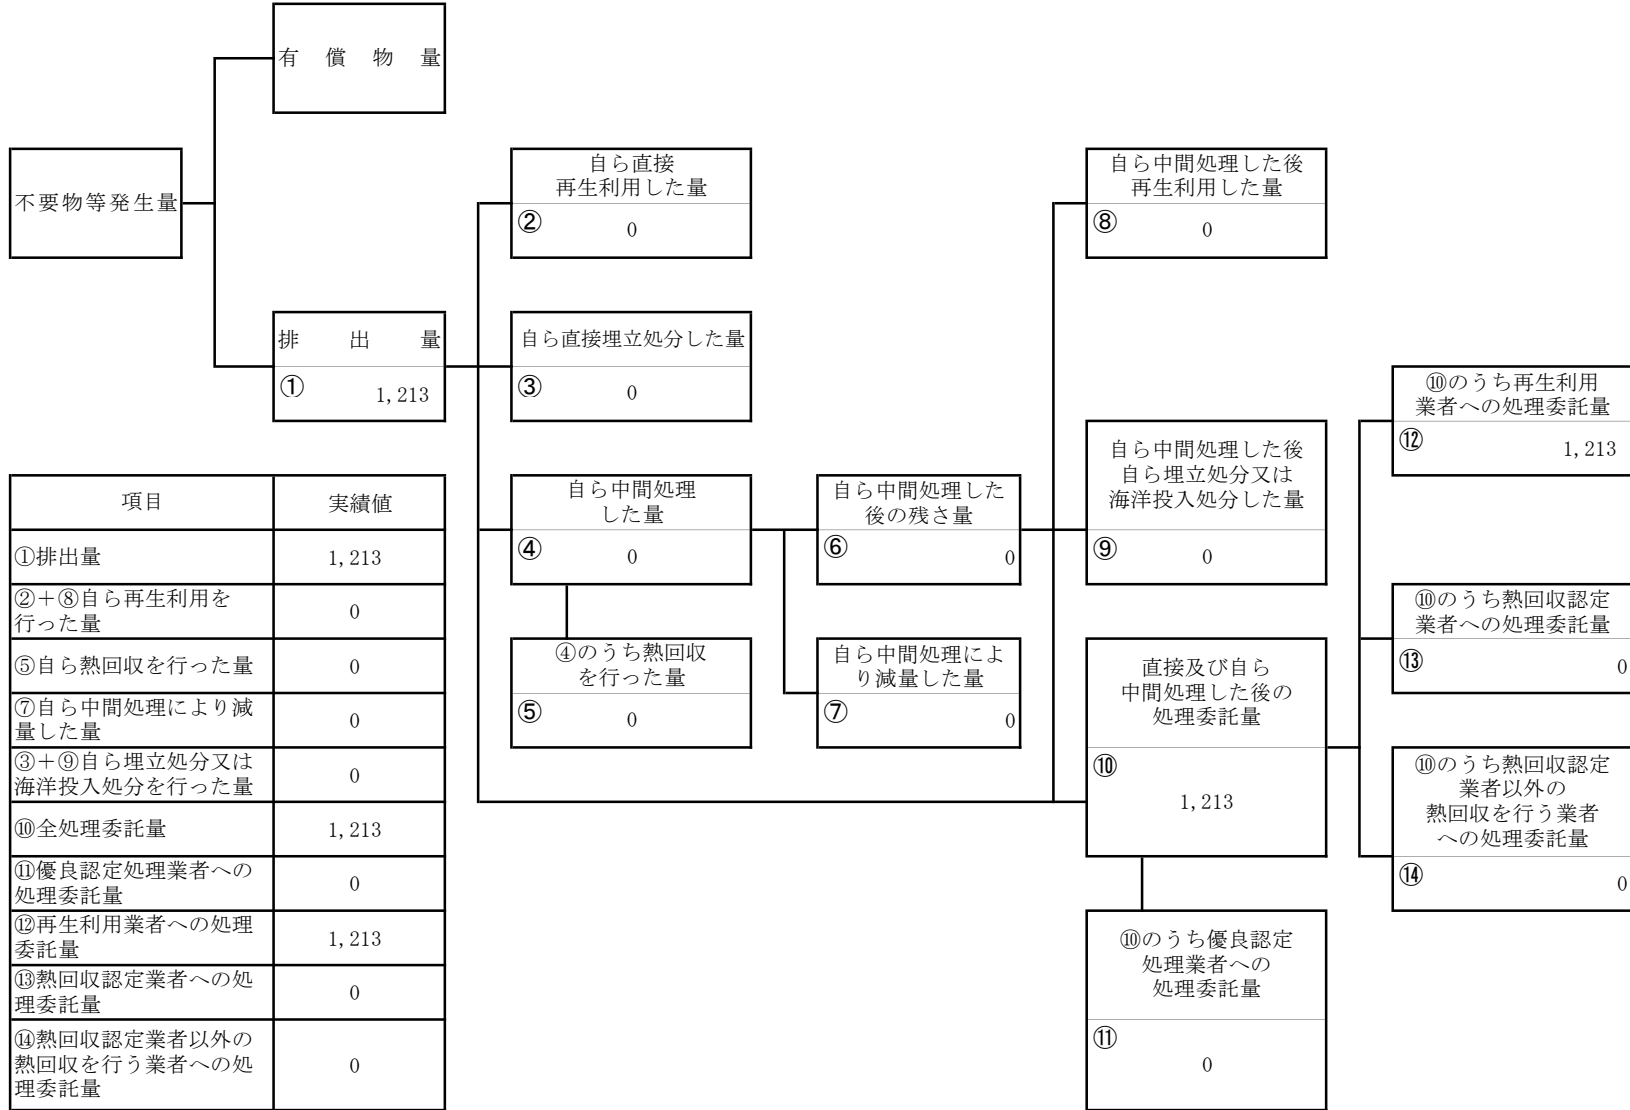 有償物量
不要物等発生量
排出量
① 1,213
自ら直接
再生利用した量
② 0
自ら直接埋立処分した量
③ 0
自ら中間処理
した量
④ 0
④のうち熱回収
を行った量
⑤ 0
自ら中間処理した
後の残さ量
⑥ 0
自ら中間処理によ
り減量した量
⑦ 0
自ら中間処理した後
再生利用した量
⑧ 0
自ら中間処理した後
自ら埋立処分又は
海洋投入処分した量
⑨ 0
直接及び自ら
中間処理した後の
処理委託量
⑩
1,213
⑩のうち優良認定
処理業者への
処理委託量
⑪
0
⑩のうち再生利用
業者への処理委託量
⑫ 1,213
⑩のうち熱回収認定
業者への処理委託量
⑬ 0
⑩のうち熱回収認定
業者以外の
熱回収を行う業者
への処理委託量
⑭ 0
項目 実績値
①排出量 1,213
②＋⑧自ら再生利用を
行った量 0
⑤自ら熱回収を行った量 0
⑦自ら中間処理により減
量した量 0
③＋⑨自ら埋立処分又は
海洋投入処分を行った量 0
⑩全処理委託量 1,213
⑪優良認定処理業者への
処理委託量 0
⑫再生利用業者への処理
委託量 1,213
⑬熱回収認定業者への処
理委託量 0
⑭熱回収認定業者以外の
熱回収を行う業者への処
理委託量 0